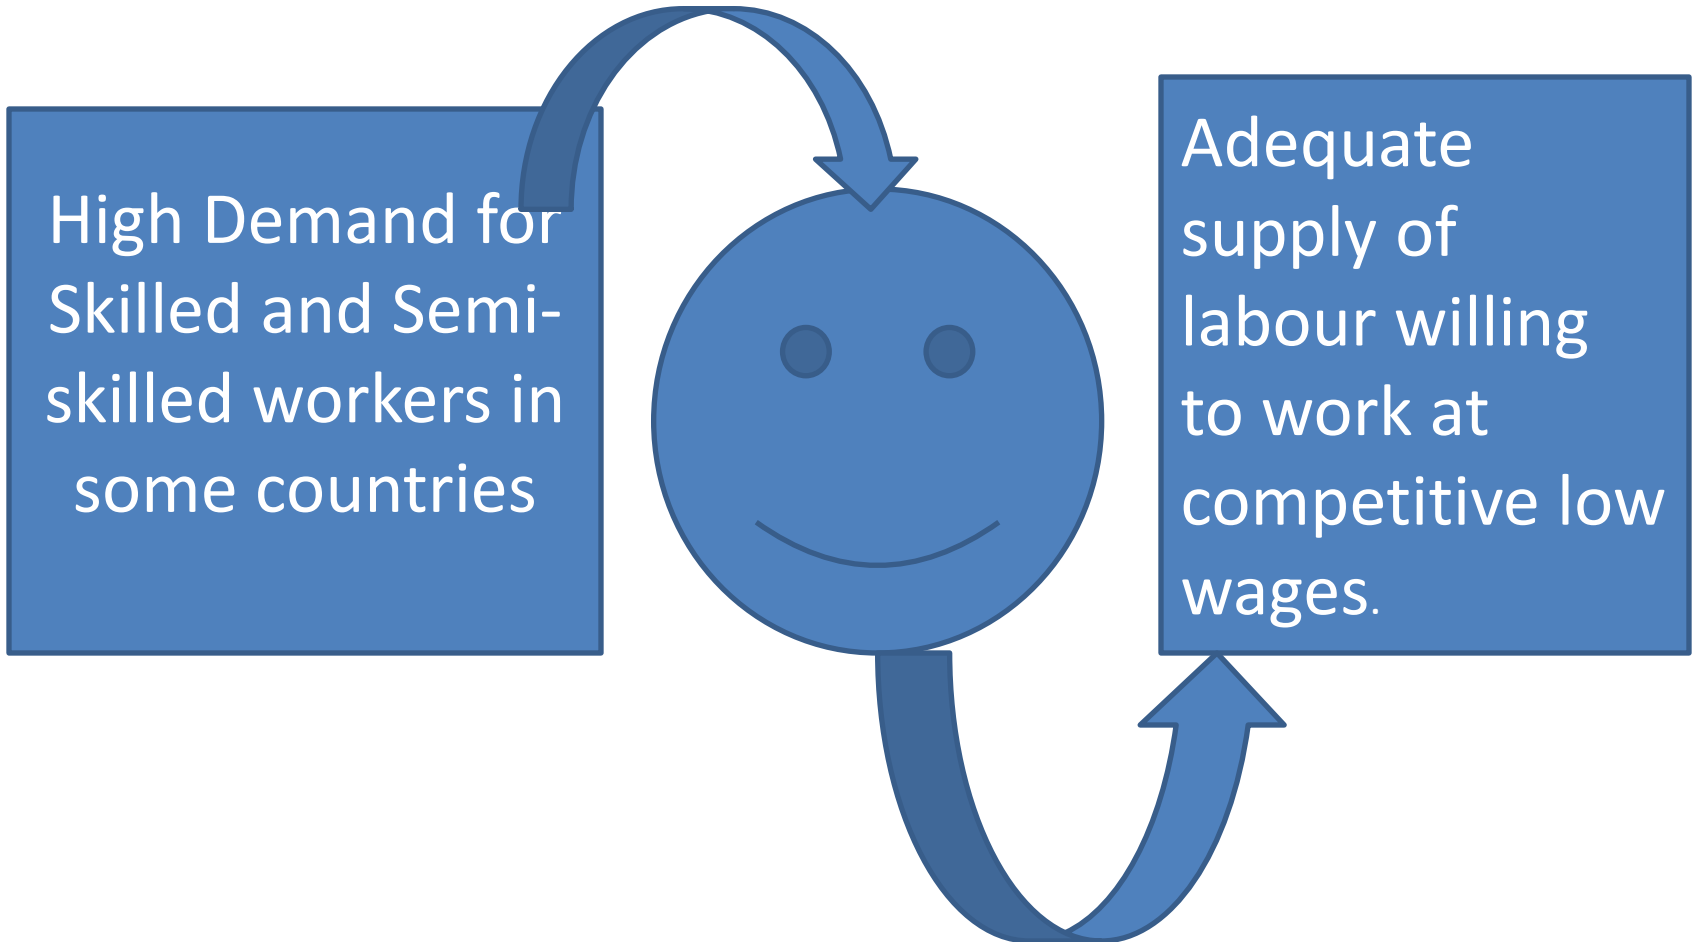 High Demand for
Skilled and Semi-
skilled workers in
some countries
Adequate
supply of
labour willing
to work at
competitive low
wages.